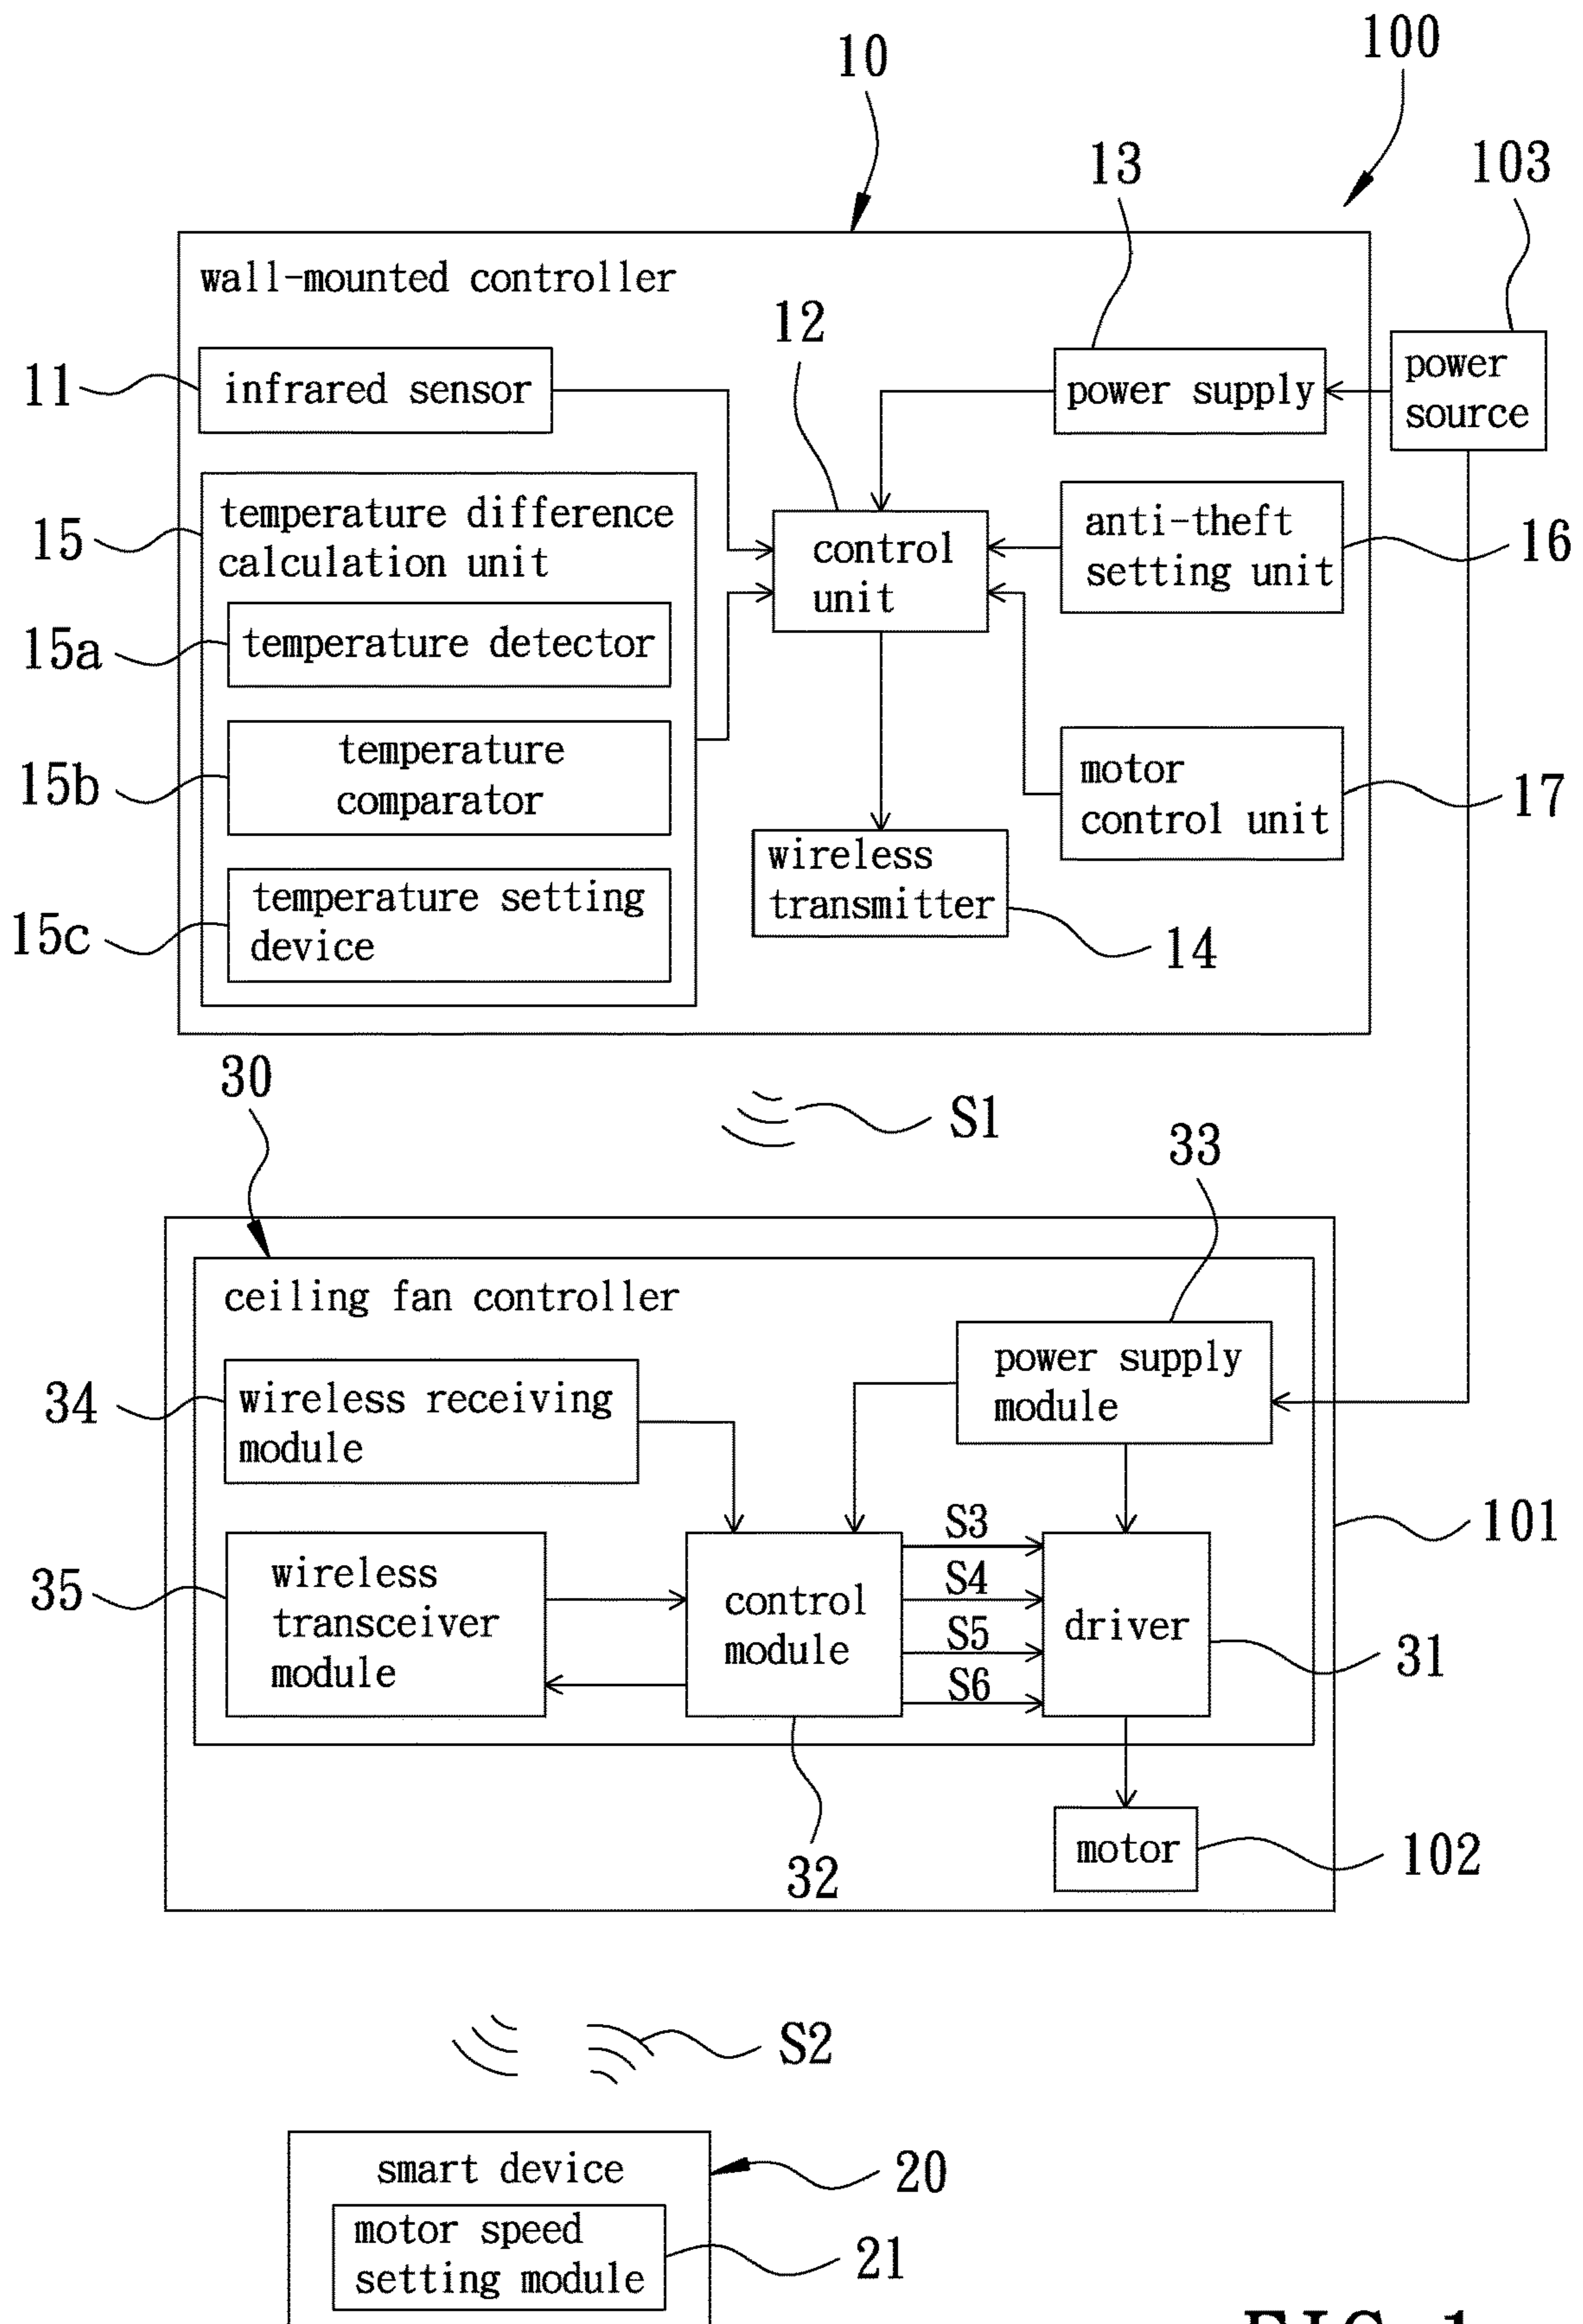 100
10
103
13
wall-mounted controller
12
11
infrared sensor
power supply
power
source
15
temperature difference
calculation unit
control
unit
anti-theft
setting unit
16
15a
temperature detector
15b
temperature
comparator
motor
control unit
17
wireless
transmitter
15c
temperature setting
device
14
30
S1
33
ceiling fan controller
34
wireless receiving
module
power supply
module
101
35
wireless
transceiver
module
control
module
S3
S4
S5
S6
driver
31
32
motor
102
S2
smart device
20
motor speed
setting module
21